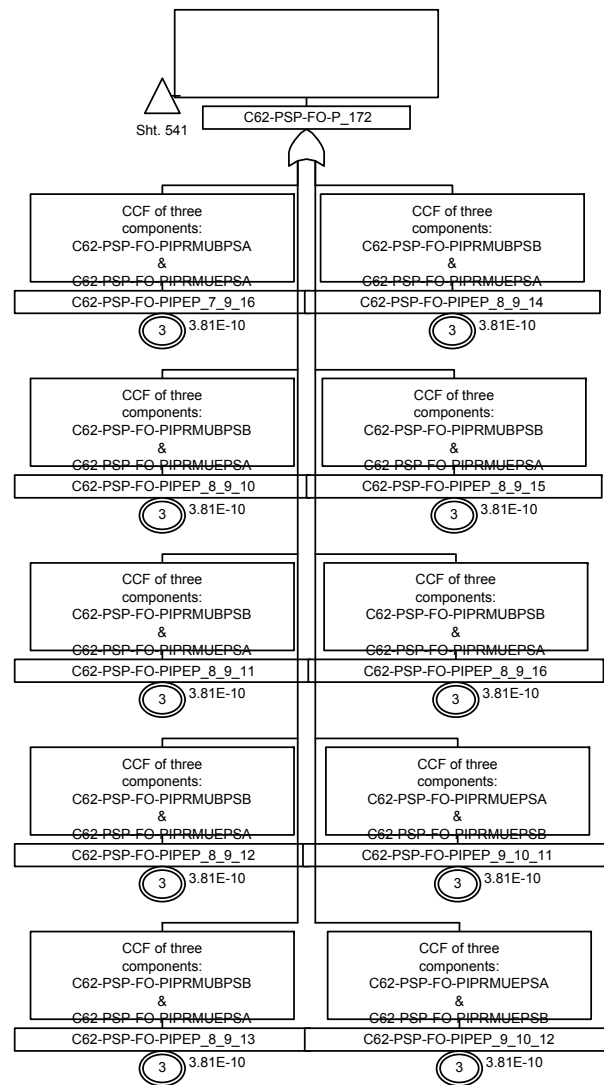 C62-PSP-FO-P_172
Sht. 541
CCF of three
components:
C62-PSP-FO-PIPRMUBPSA
&
C62-PSP-FO-PIPRMUEPSA
C62-PSP-FO-PIPEP_7_9_16
3
3.81E-10
CCF of three
components:
C62-PSP-FO-PIPRMUBPSB
&
C62-PSP-FO-PIPRMUEPSA
C62-PSP-FO-PIPEP_8_9_14
3
3.81E-10
CCF of three
components:
C62-PSP-FO-PIPRMUBPSB
&
C62-PSP-FO-PIPRMUEPSA
C62-PSP-FO-PIPEP_8_9_10
3
3.81E-10
CCF of three
components:
C62-PSP-FO-PIPRMUBPSB
&
C62-PSP-FO-PIPRMUEPSA
C62-PSP-FO-PIPEP_8_9_15
3
3.81E-10
CCF of three
components:
C62-PSP-FO-PIPRMUBPSB
&
C62-PSP-FO-PIPRMUEPSA
C62-PSP-FO-PIPEP_8_9_11
3
3.81E-10
CCF of three
components:
C62-PSP-FO-PIPRMUBPSB
&
C62-PSP-FO-PIPRMUEPSA
C62-PSP-FO-PIPEP_8_9_16
3
3.81E-10
CCF of three
components:
C62-PSP-FO-PIPRMUBPSB
&
C62-PSP-FO-PIPRMUEPSA
C62-PSP-FO-PIPEP_8_9_12
3
3.81E-10
CCF of three
components:
C62-PSP-FO-PIPRMUEPSA
&
C62-PSP-FO-PIPRMUEPSB
C62-PSP-FO-PIPEP_9_10_11
3
3.81E-10
CCF of three
components:
C62-PSP-FO-PIPRMUBPSB
&
C62-PSP-FO-PIPRMUEPSA
C62-PSP-FO-PIPEP_8_9_13
3
3.81E-10
CCF of three
components:
C62-PSP-FO-PIPRMUEPSA
&
C62-PSP-FO-PIPRMUEPSB
C62-PSP-FO-PIPEP_9_10_12
3
3.81E-10